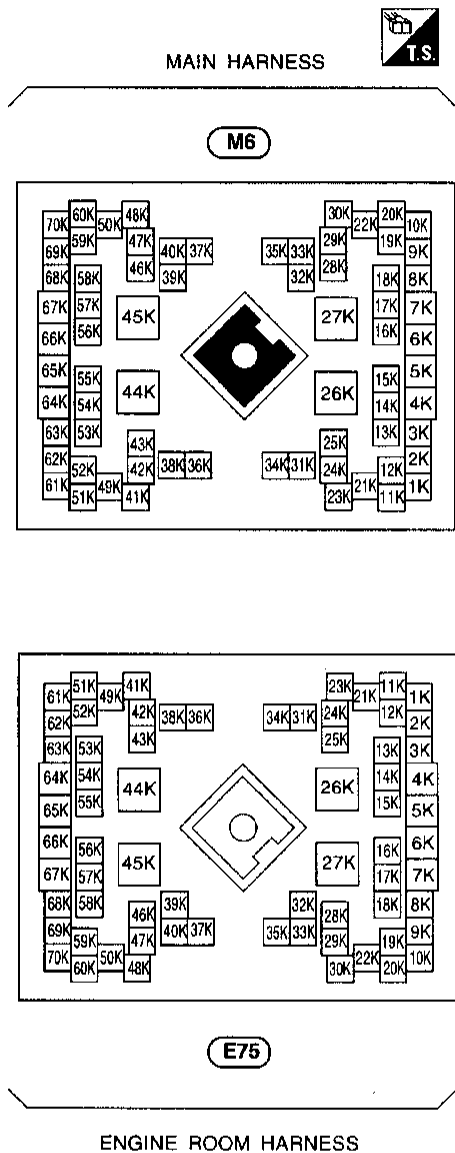 T.S.
MAIN HARNESS
M6
60K 48K 30K 20K
70K 50K 22K 10K
59K 47K 40K 37K 35K 33K 29K 19K
69K 9K
46K 39K 32K 28K
68K 58K 18K 8K
67K 57K 45K 27K 17K 7K
56K 16K
66K 6K
65K 55K 15K 5K
64K 54K 44K 26K 14K 4K
63K 53K 13K 3K
43K 25K
62K 52K 42K 38K 36K 34K 31K 24K 12K 2K
61K 49K 21K 1K
51K 41K 23K 11K
51K 41K 23K 11K
61K 49K 21K 1K
62K 52K 42K 38K 36K 34K 31K 24K 12K 2K
43K 25K
63K 53K 13K 3K
64K 54K 44K 26K 14K 4K
65K 55K 15K 5K
66K 6K
56K 16K
67K 57K 45K 27K 17K 7K
68K 58K 18K 8K
46K 39K 32K 28K
69K 9K
59K 47K 40K 37K 35K 33K 29K 19K
70K 50K 22K 10K
60K 48K 30K 20K
E75
ENGINE ROOM HARNESS